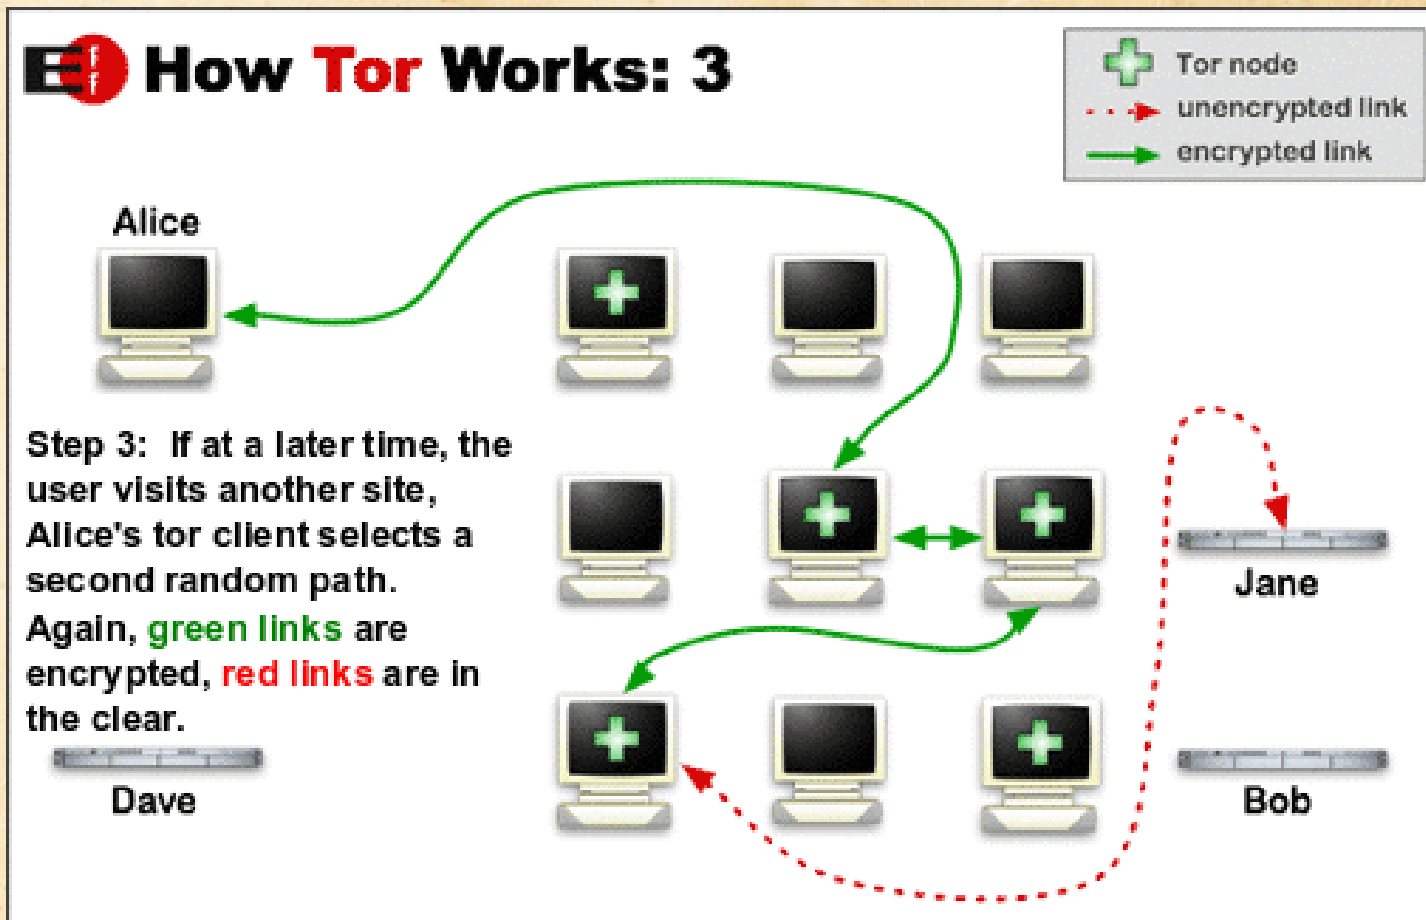 EFF How Tor Works: 3
Tor node
unencrypted link
encrypted link
Alice
Step 3: If at a later time, the
user visits another site,
Alice's tor client selects a
second random path.
Again, green links are
encrypted, red links are in
the clear.
Dave
Jane
Bob